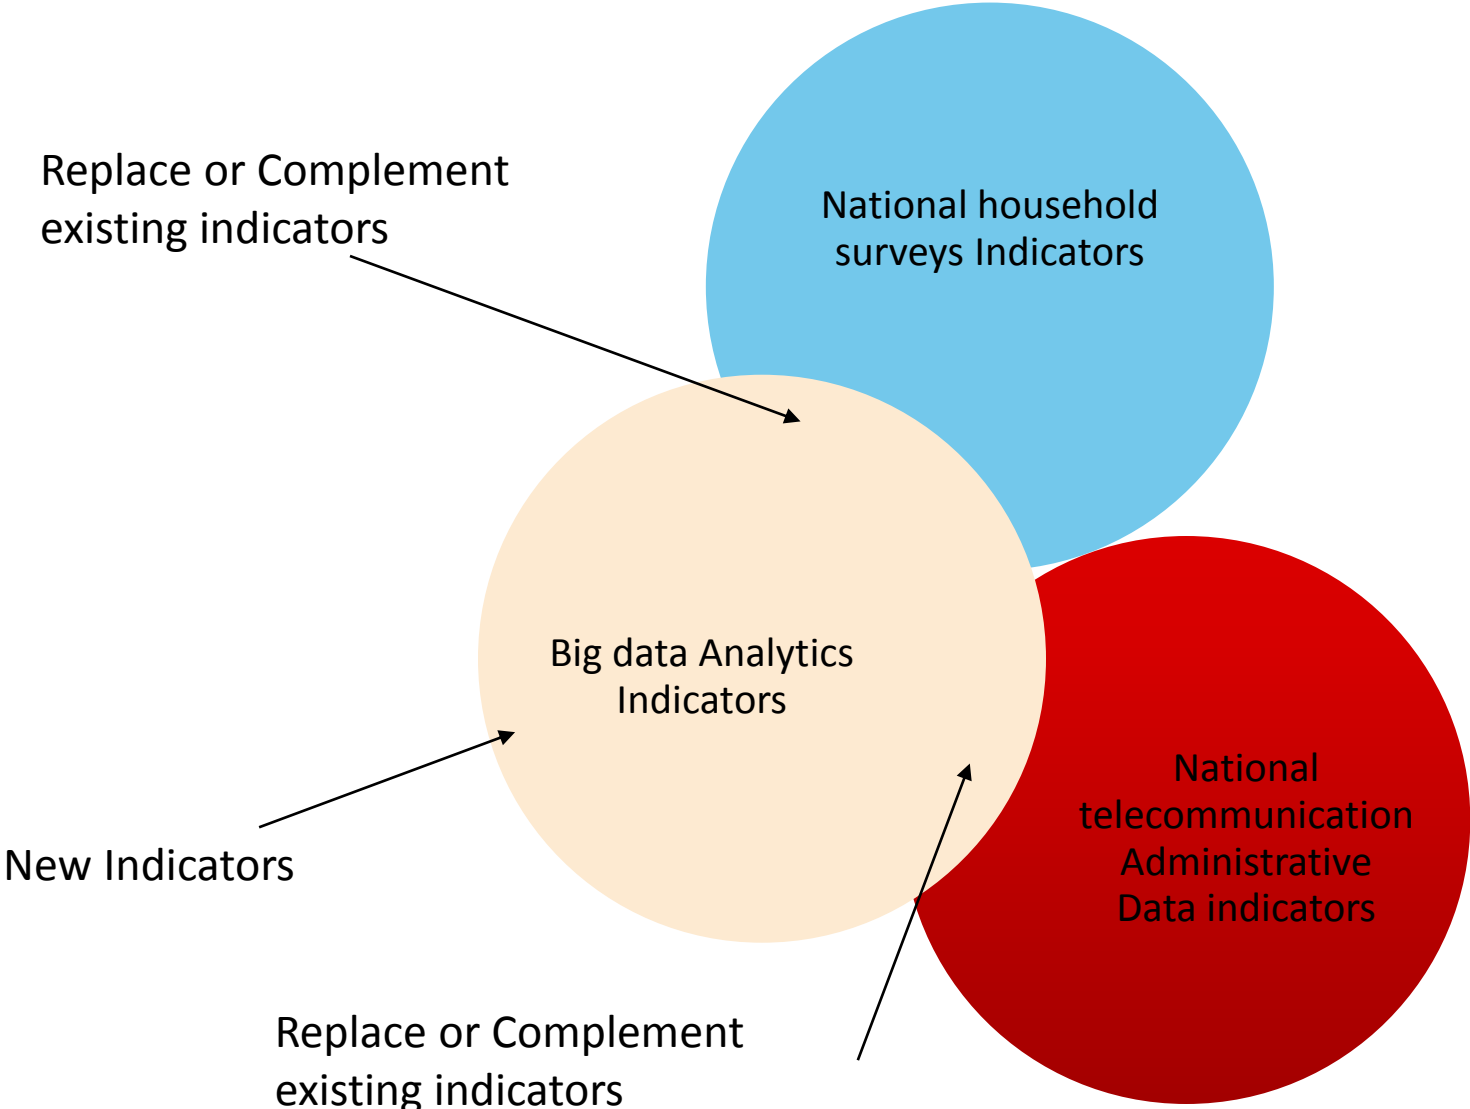 Replace or Complement
existing indicators
National household
surveys Indicators
Big data Analytics
Indicators
National
telecommunication
Administrative
Data indicators
New Indicators
Replace or Complement
existing indicators